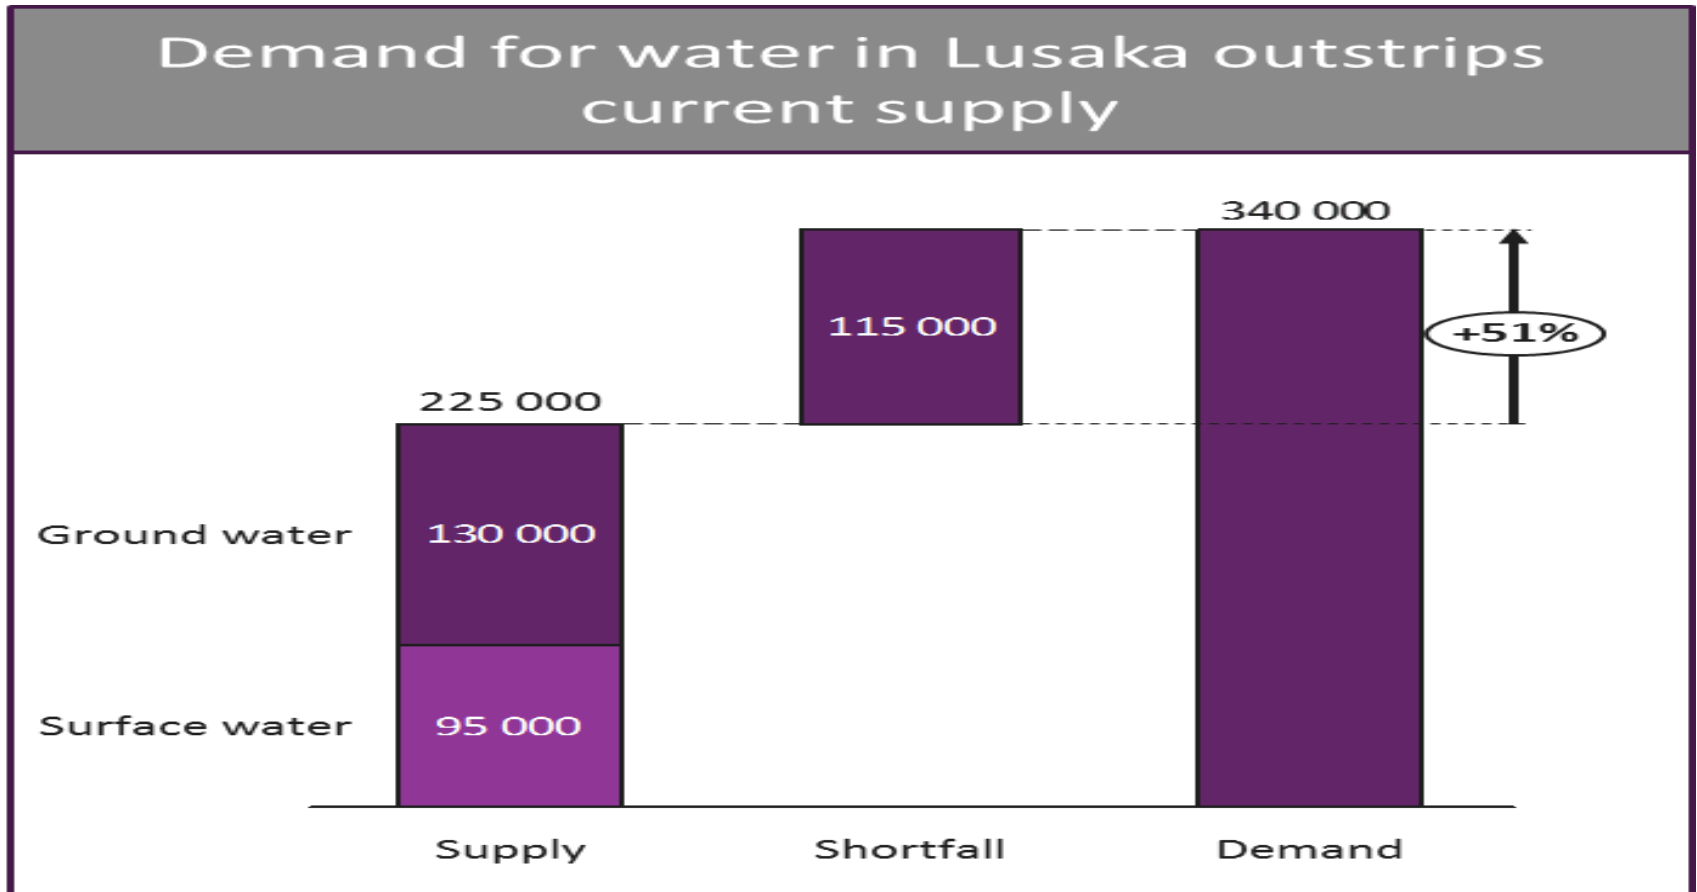 Demand for water in Lusaka outstrips
current supply
340 000
115 000
+51%
225 000
Ground water
130 000
Surface water
95 000
Supply
Shortfall
Demand